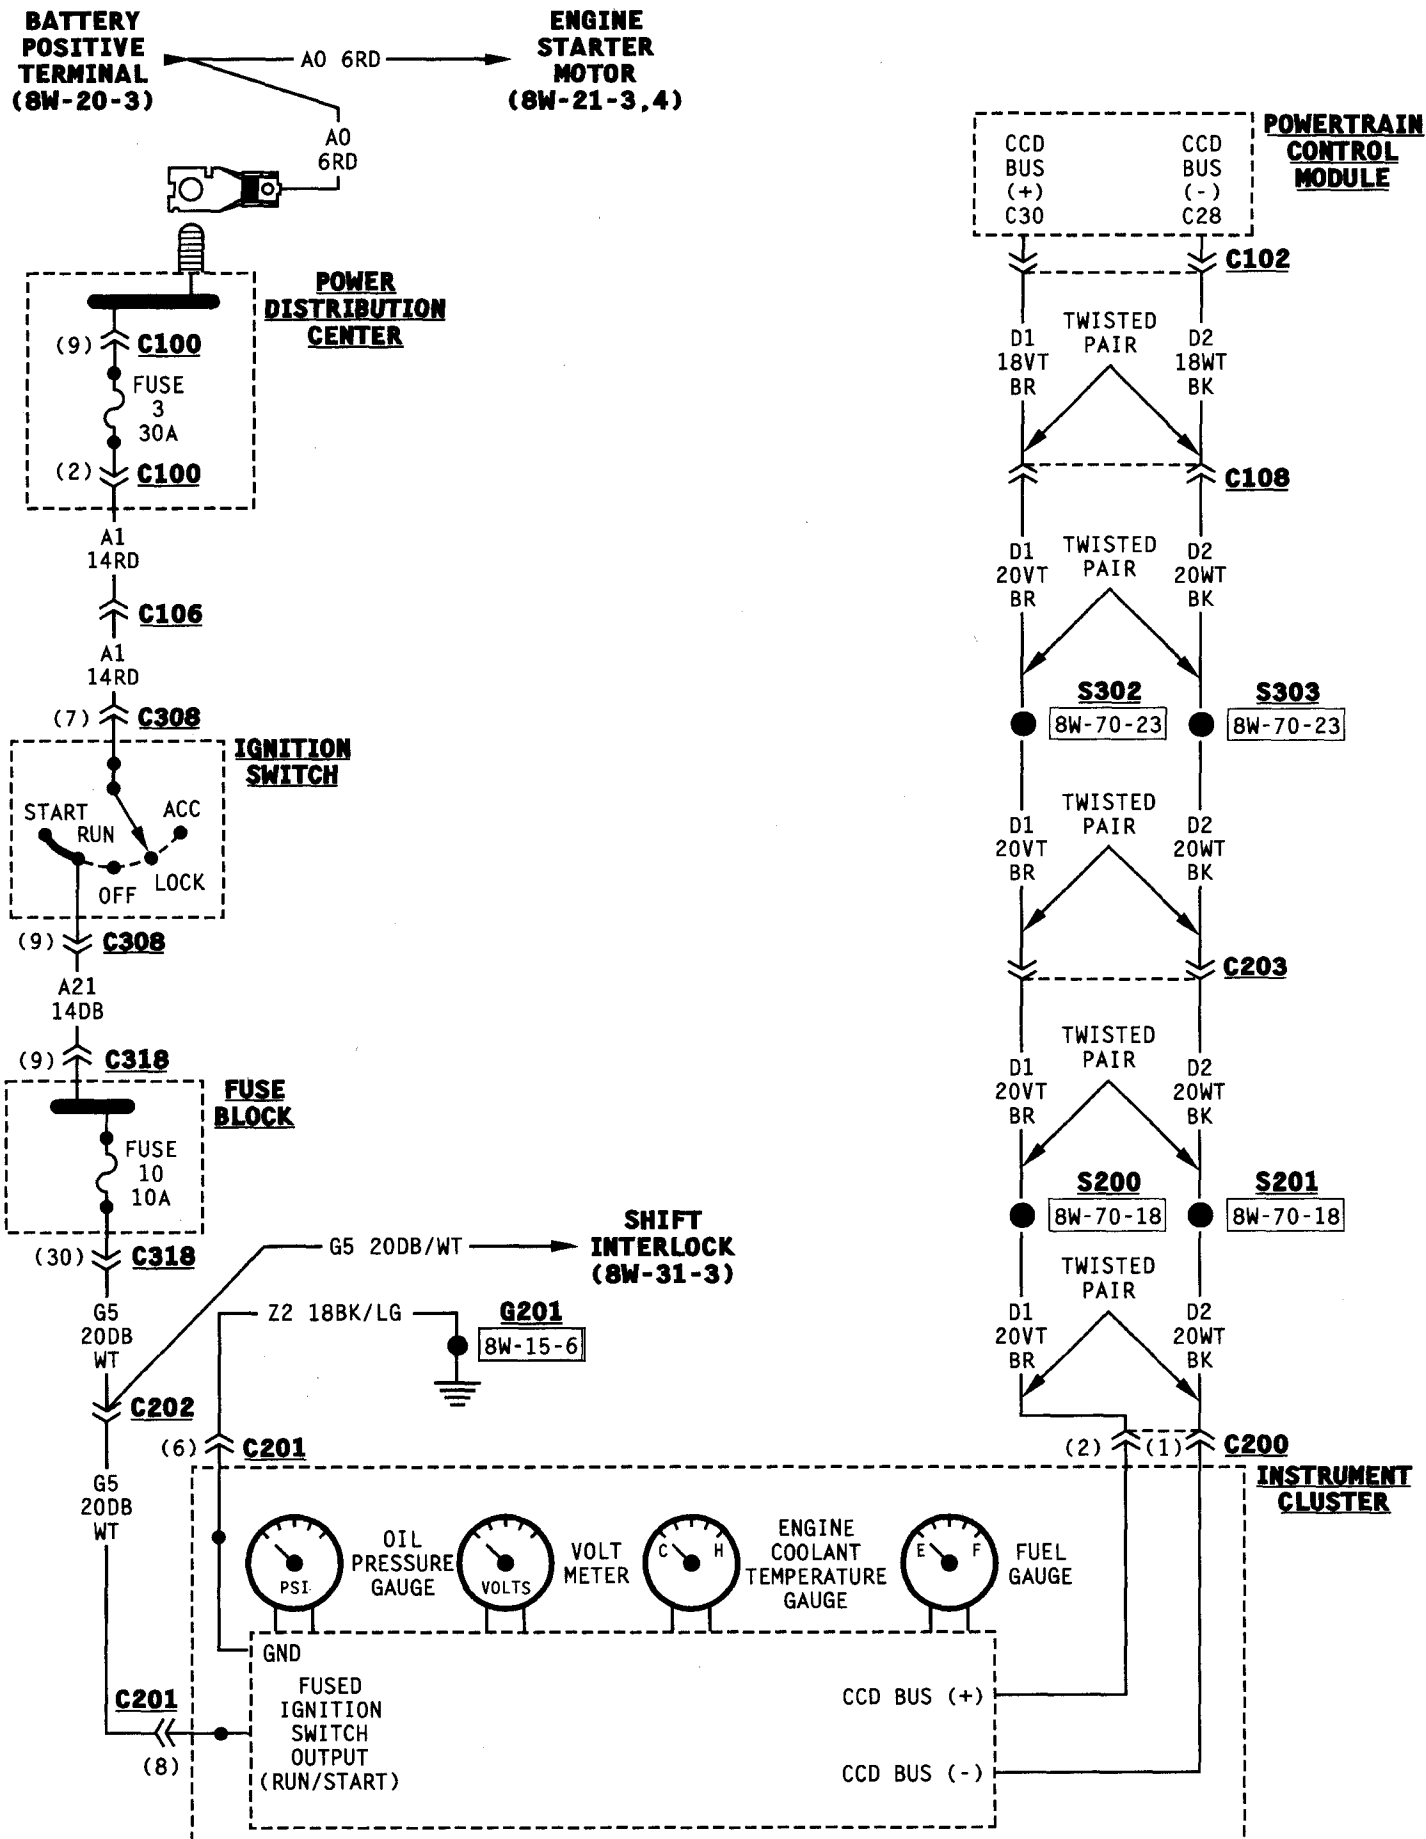 BATTERY
POSITIVE
TERMINAL
(8W-20-3)
A0 6RD
ENGINE
STARTER
MOTOR
(8W-21-3,4)
A0
6RD
POWER
DISTRIBUTION
CENTER
(9)
C100
FUSE
3
30A
(2)
C100
A1
14RD
C106
A1
14RD
(7)
C308
IGNITION
SWITCH
START
RUN
ACC
OFF
LOCK
(9)
C308
A21
14DB
(9)
C318
FUSE
BLOCK
FUSE
10
10A
(30)
C318
G5
20DB
WT
G5 20DB/WT
SHIFT
INTERLOCK
(8W-31-3)
Z2 18BK/LG
G201
8W-15-6
C202
(6)
C201
G5
20DB
WT
C201
(8)
POWERTRAIN
CONTROL
MODULE
CCD
BUS
(+)
C30
CCD
BUS
(-)
C28
C102
D1
18VT
BR
TWISTED
PAIR
D2
18WT
BK
C108
D1
20VT
BR
TWISTED
PAIR
D2
20WT
BK
S302
8W-70-23
S303
8W-70-23
D1
20VT
BR
TWISTED
PAIR
D2
20WT
BK
C203
D1
20VT
BR
TWISTED
PAIR
D2
20WT
BK
S200
8W-70-18
S201
8W-70-18
D1
20VT
BR
TWISTED
PAIR
D2
20WT
BK
(2)
(1)
C200
INSTRUMENT
CLUSTER
PSI
OIL
PRESSURE
GAUGE
VOLTS
VOLT
METER
C H
ENGINE
COOLANT
TEMPERATURE
GAUGE
E F
FUEL
GAUGE
GND
FUSED
IGNITION
SWITCH
OUTPUT
(RUN/START)
CCD BUS (+)
CCD BUS (-)